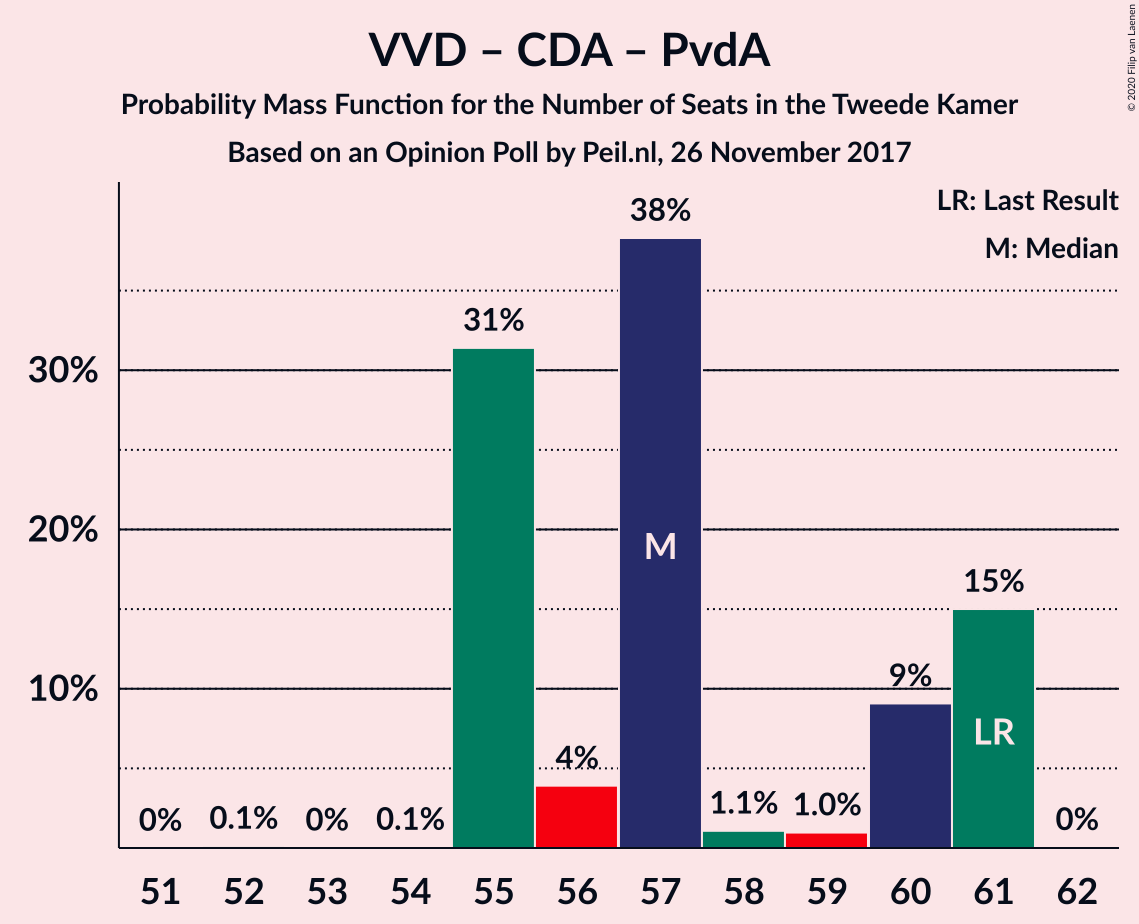 VVD – CDA – PvdA
Probability Mass Function for the Number of Seats in the Tweede Kamer
Based on an Opinion Poll by Peil.nl, 26 November 2017
© 2020 Filip van Laenen
LR: Last Result
M: Median
38%
31%
30%
M
20%
15%
9%
10%
LR
4%
0% 0.1% 0% 0.1% 1.1% 1.0% 0%
51 52 53 54 55 56 57 58 59 60 61 62